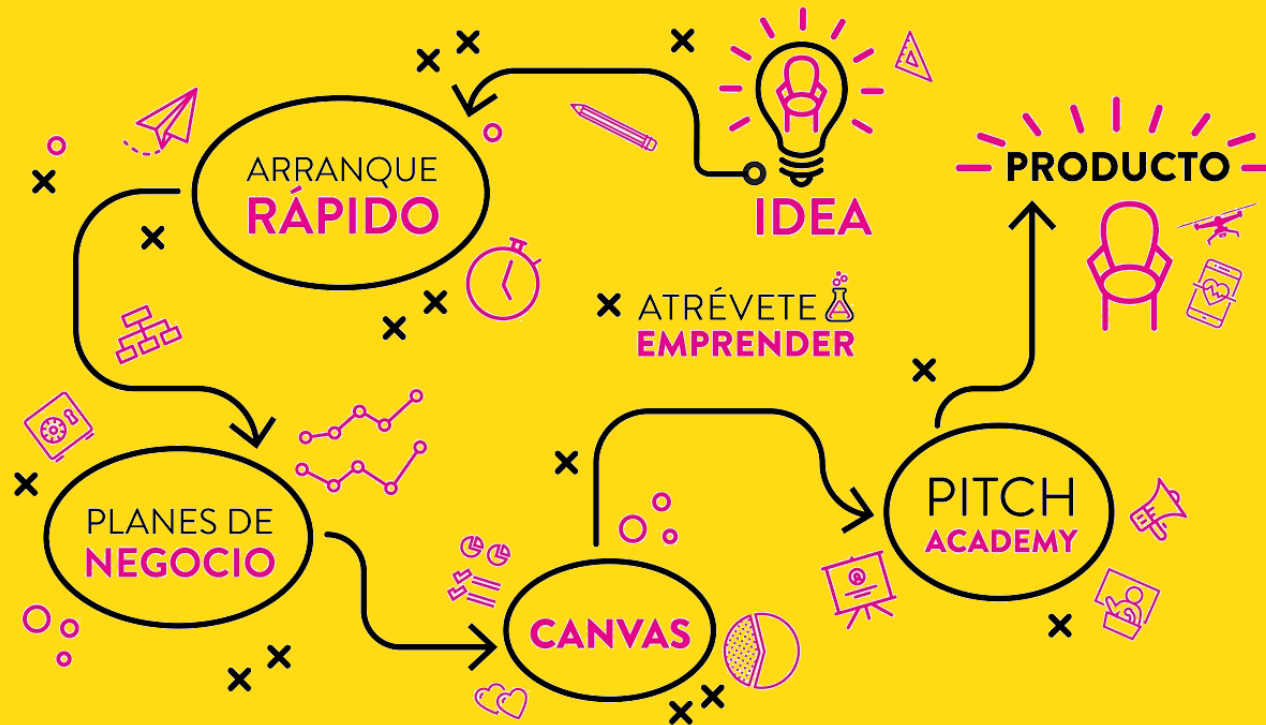 IDEA
ARRANQUE
RÁPIDO
PLANES DE
NEGOCIO
CANVAS
PITCH
ACADEMY
PRODUCTO
ATRÉVETE
EMPRENDER